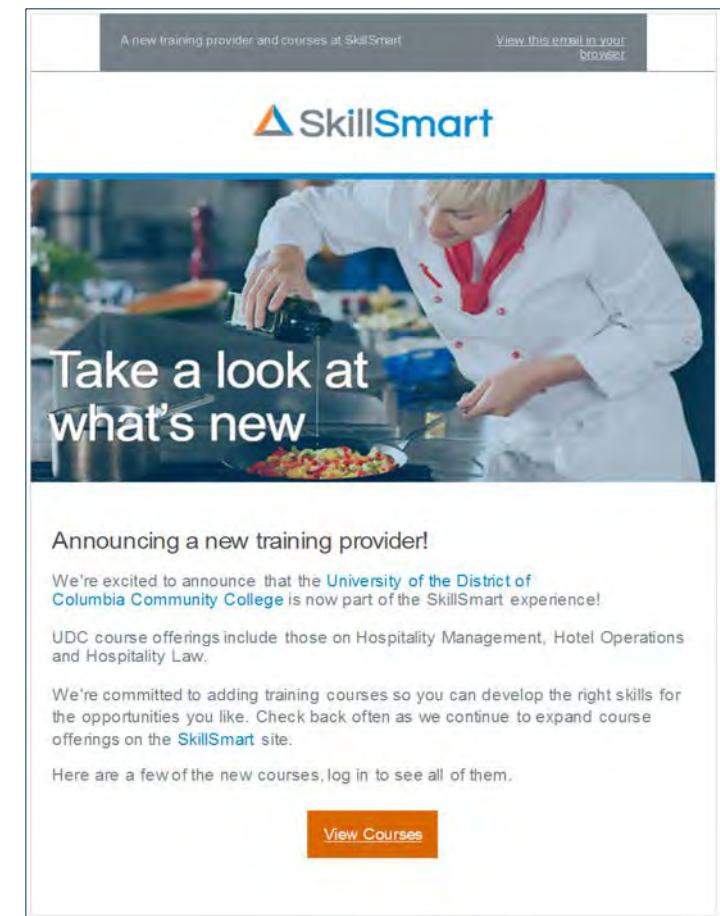 A new training provider and courses at SkillSmart
View this email in your
browser
SkillSmart
Take a look at
what's new
Announcing a new training provider!
We're excited to announce that the University of the District of
Columbia Community College is now part of the SkillSmart experience!
UDC course offerings include those on Hospitality Management, Hotel Operations
and Hospitality Law.
We're committed to adding training courses so you can develop the right skills for
the opportunities you like. Check back often as we continue to expand course
offerings on the SkillSmart site.
Here are a few of the new courses, log in to see all of them.
View Courses